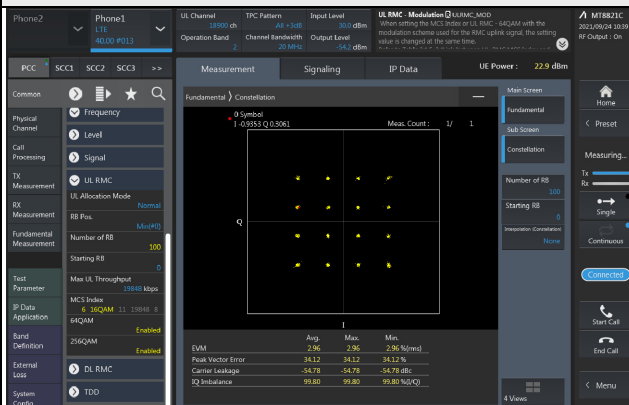 Phone2
Phone1
LTE
40.00 #013
UL Channel
18900 ch
TPC Pattern
All +3dB
Input Level
30.0 dBm
Operation Band
2
Channel Bandwidth
20 MHz
Output Level
-54.2 dBm
UL RMC - Modulation ULRMC_MOD
When setting the MCS Index or UL RMC - 64QAM with the
modulation scheme used for the RMC uplink signal, the setting
value is changed at the same time.
MT8821C
2021/09/24 10:39
RF Output : On
PCC
SCC1
SCC2
SCC3
>>
Measurement
Signaling
IP Data
UE Power : 22.9 dBm
Common
Physical
Channel
Call
Processing
TX
Measurement
RX
Measurement
Fundamental
Measurement
Test
Parameter
IP Data
Application
Band
Definition
External
Loss
System
Config
Frequency
Level
Signal
UL RMC
UL Allocation Mode
Normal
RB Pos.
Min(#0)
Number of RB
100
Starting RB
0
Max UL Throughput
19848 kbps
MCS Index
6 16QAM 11 19848 8
64QAM
Enabled
256QAM
Enabled
DL RMC
TDD
Fundamental ⟩ Constellation
0 Symbol
I -0.9353 Q 0.3061
Meas. Count : 1/ 1
Q
I
Avg. Max. Min.
EVM 2.96 2.96 2.96 %(rms)
Peak Vector Error 34.12 34.12 34.12 %
Carrier Leakage -54.78 -54.78 -54.78 dBc
IQ Imbalance 99.80 99.80 99.80 %(I/Q)
Main Screen
Fundamental
Sub Screen
Constellation
Number of RB
100
Starting RB
0
Interpolation (Constellation)
None
4 Views
Home
< Preset
Measuring...
Tx
Rx
Single
Continuous
Connected
Start Call
End Call
< Menu